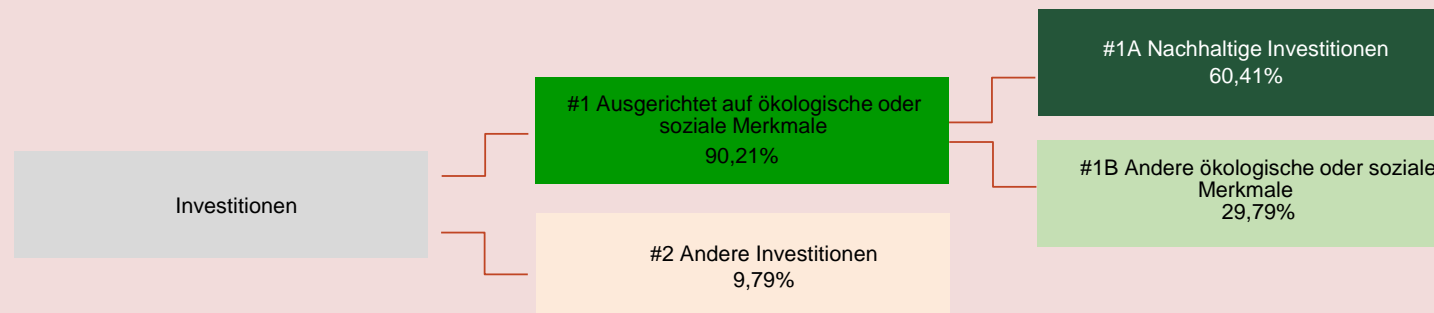 #1A Nachhaltige Investitionen
60,41%
#1 Ausgerichtet auf ökologische oder
soziale Merkmale
90,21%
#1B Andere ökologische oder soziale
Merkmale
29,79%
Investitionen
#2 Andere Investitionen
9,79%